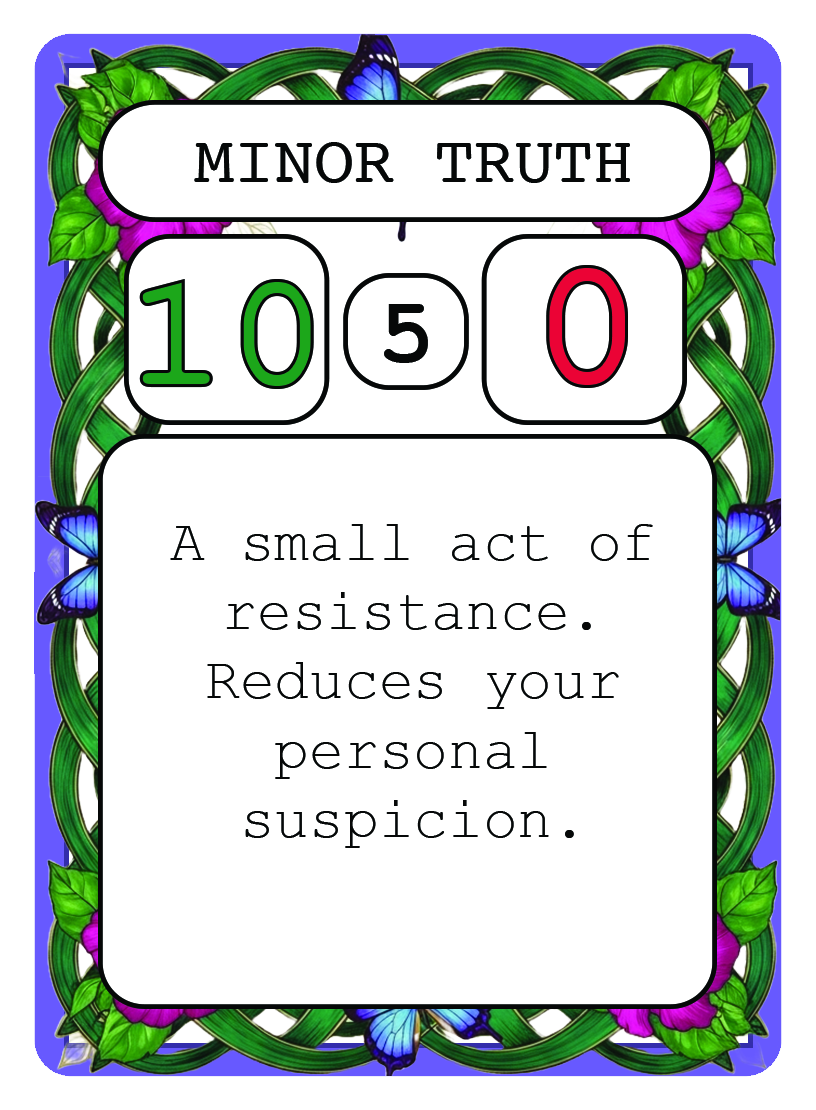 MINOR TRUTH
10 5 0
A small act of
resistance.
Reduces your
personal
suspicion.